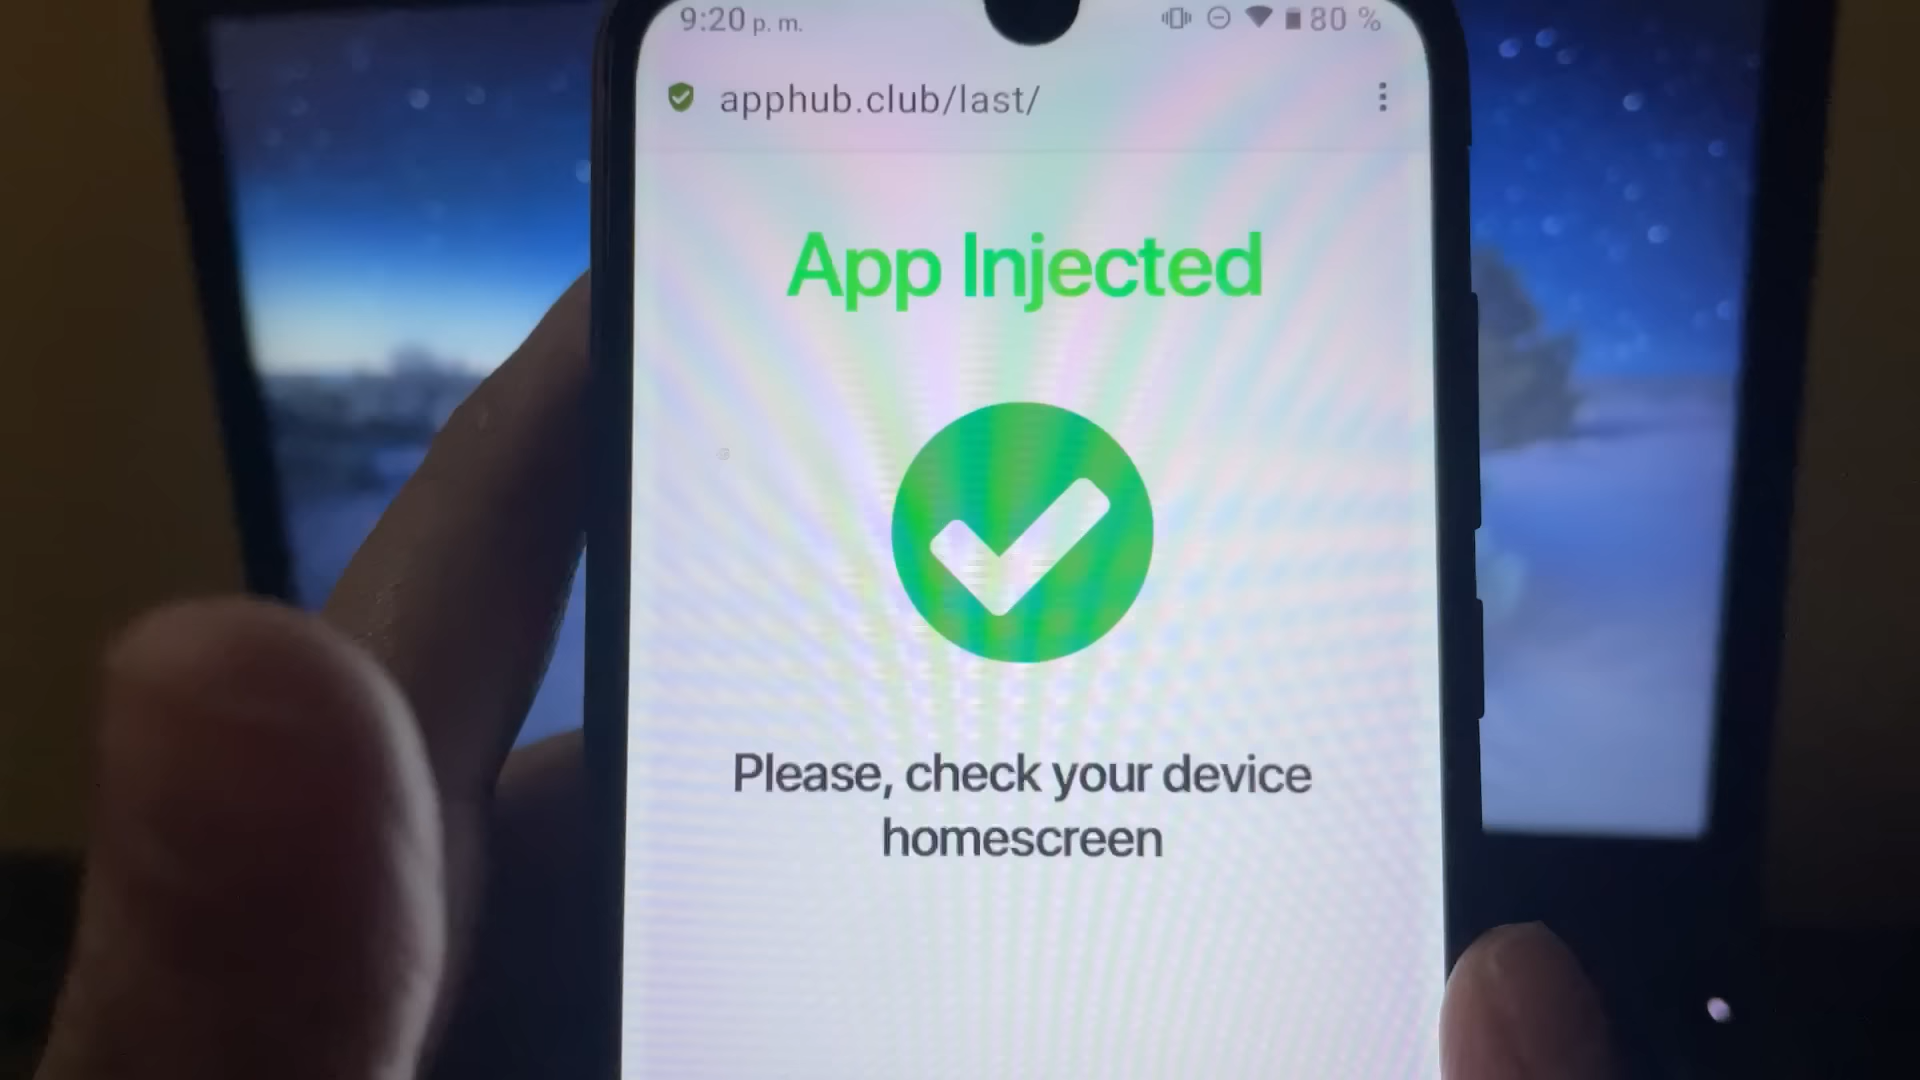 9:20 p. m.
80 %
apphub.club/last/
App Injected
Please, check your device
homescreen